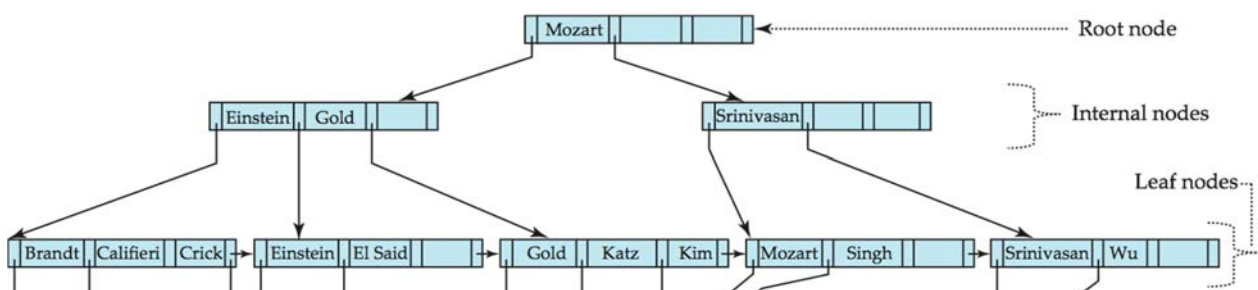 Mozart
Root node
Einstein Gold
Srinivasan
Internal nodes
Leaf nodes
Brandt Califieri Crick Einstein El Said Gold Katz Kim Mozart Singh Srinivasan Wu